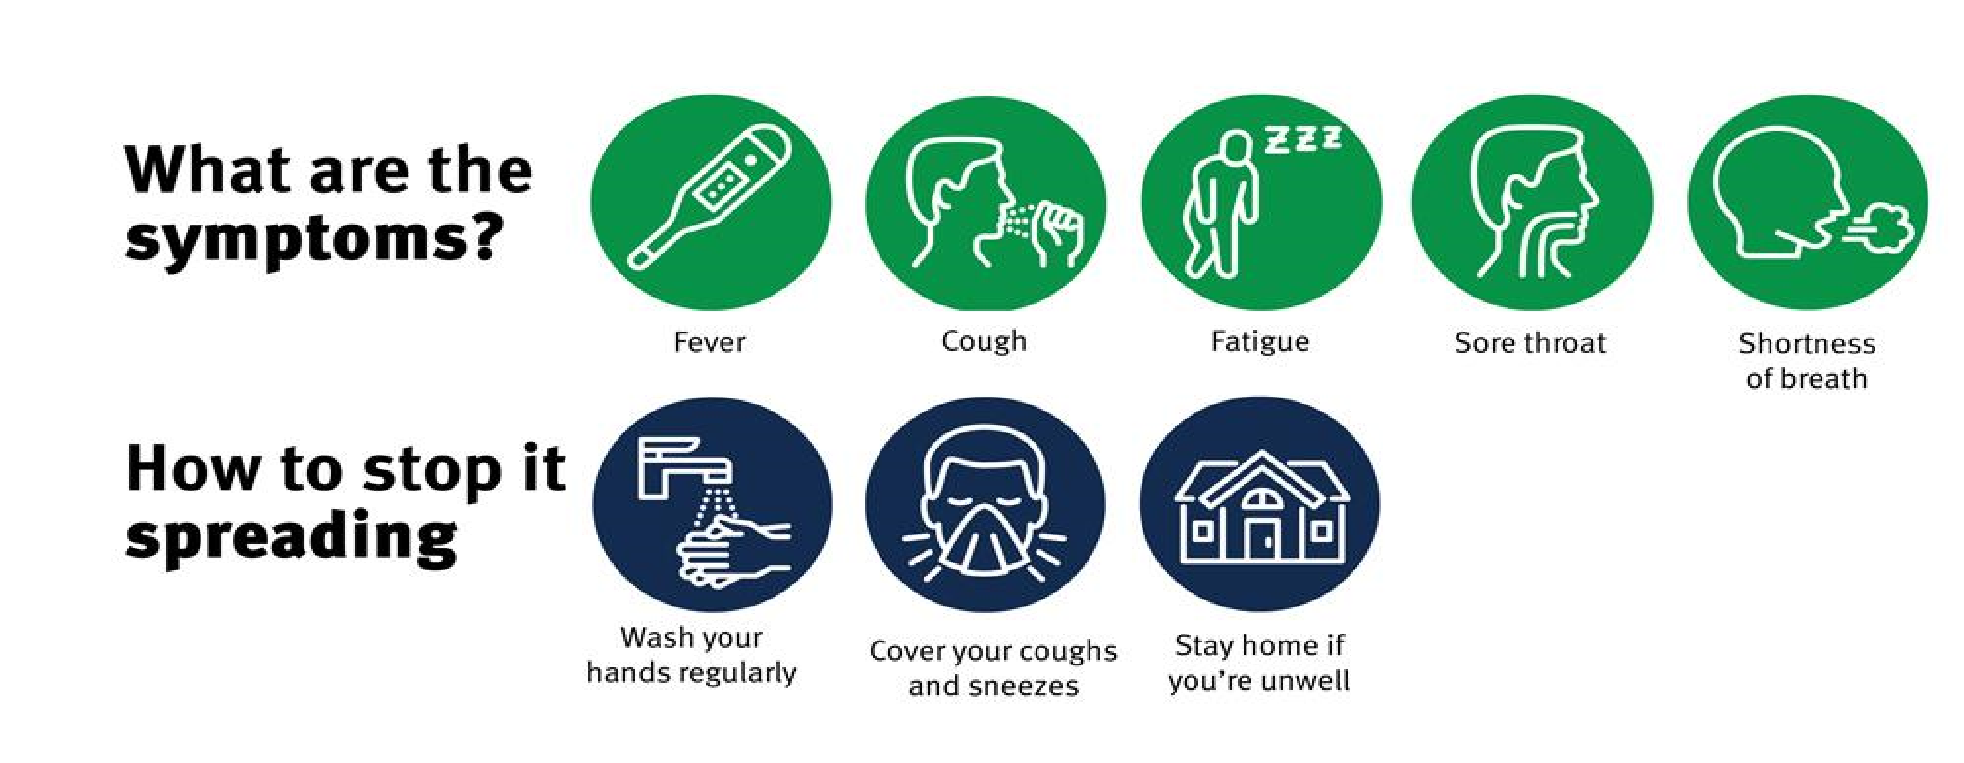 What are the
symptoms?
zzz
Fever
Cough
Fatigue
Sore throat
Shortness
of breath
How to stop it
spreading
Wash your
hands regularly
Cover your coughs
and sneezes
Stay home if
you're unwell